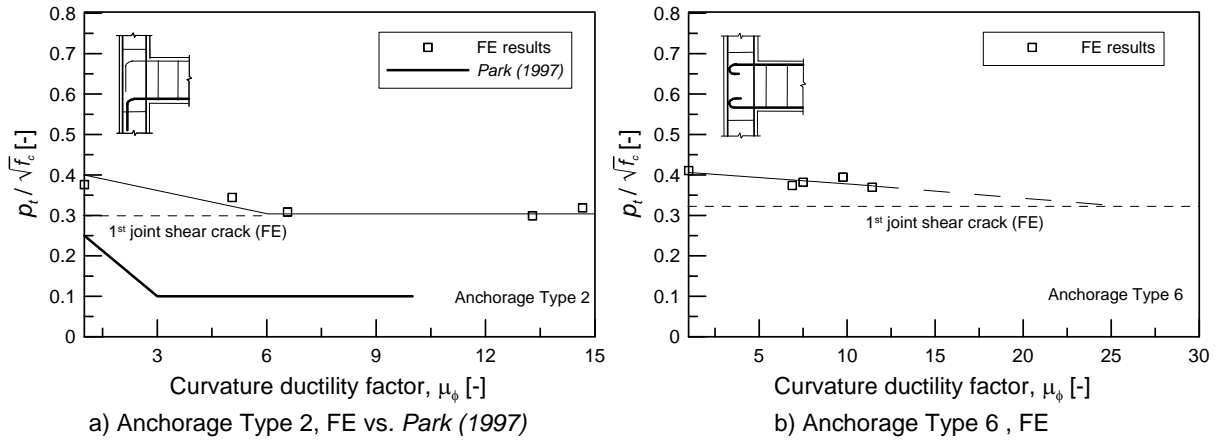 0.8
0.7
0.6
0.5
0.4
0.3
0.2
0.1
0
p_t / √f_c [-]
FE results
Park (1997)
1st joint shear crack (FE)
Anchorage Type 2
3 6 9 12 15
Curvature ductility factor, μ_ϕ [-]
a) Anchorage Type 2, FE vs. Park (1997)
0.8
0.7
0.6
0.5
0.4
0.3
0.2
0.1
0
p_t / √f_c [-]
FE results
1st joint shear crack (FE)
Anchorage Type 6
5 10 15 20 25 30
Curvature ductility factor, μ_ϕ [-]
b) Anchorage Type 6 , FE